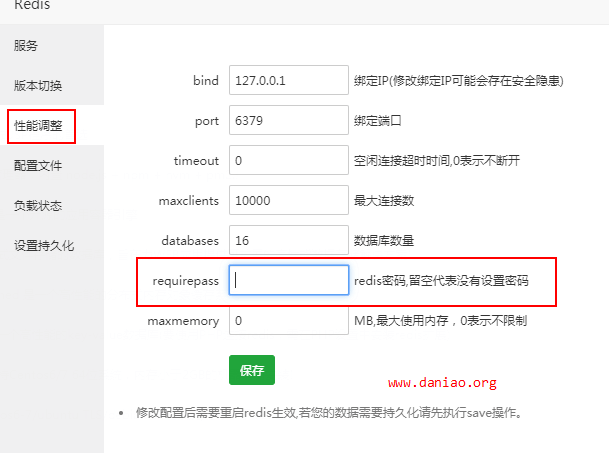 Redis
服务
版本切换
性能调整
配置文件
负载状态
设置持久化
bind 127.0.0.1 绑定IP(修改绑定IP可能会存在安全隐患)
port 6379 绑定端口
timeout 0 空闲连接超时时间,0表示不断开
maxclients 10000 最大连接数
databases 16 数据库数量
requirepass redis密码,留空代表没有设置密码
maxmemory 0 MB,最大使用内存，0表示不限制
保存
www.daniao.org
修改配置后需要重启redis生效,若您的数据需要持久化请先执行save操作。